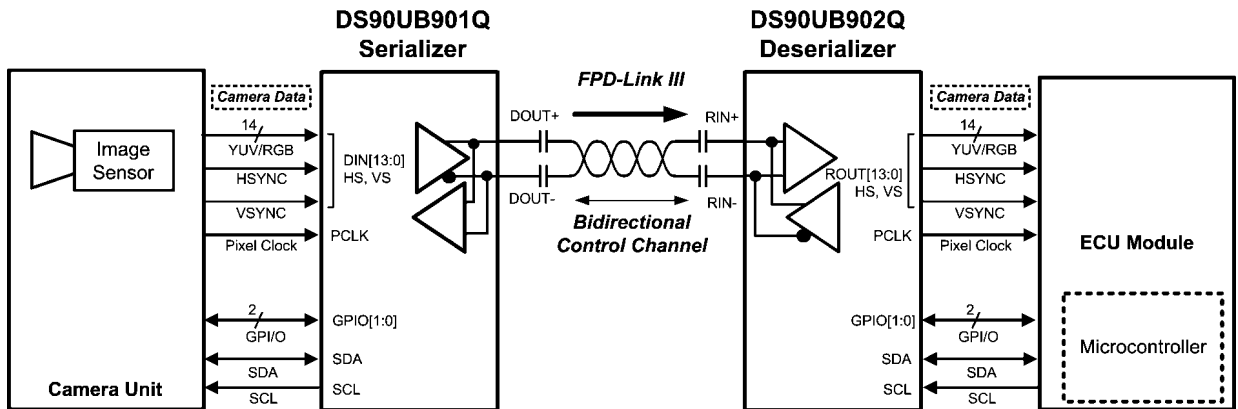 DS90UB901Q
Serializer
DS90UB902Q
Deserializer
FPD-Link III
Camera Data
Camera Data
Image
Sensor
14
YUV/RGB
HSYNC
VSYNC
Pixel Clock
DIN[13:0]
HS, VS
PCLK
DOUT+
DOUT-
RIN+
RIN-
Bidirectional
Control Channel
ROUT[13:0]
HS, VS
PCLK
14
YUV/RGB
HSYNC
VSYNC
Pixel Clock
ECU Module
2
GPI/O
GPIO[1:0]
GPIO[1:0]
2
GPI/O
Microcontroller
Camera Unit
SDA
SDA
SDA
SDA
SCL
SCL
SCL
SCL